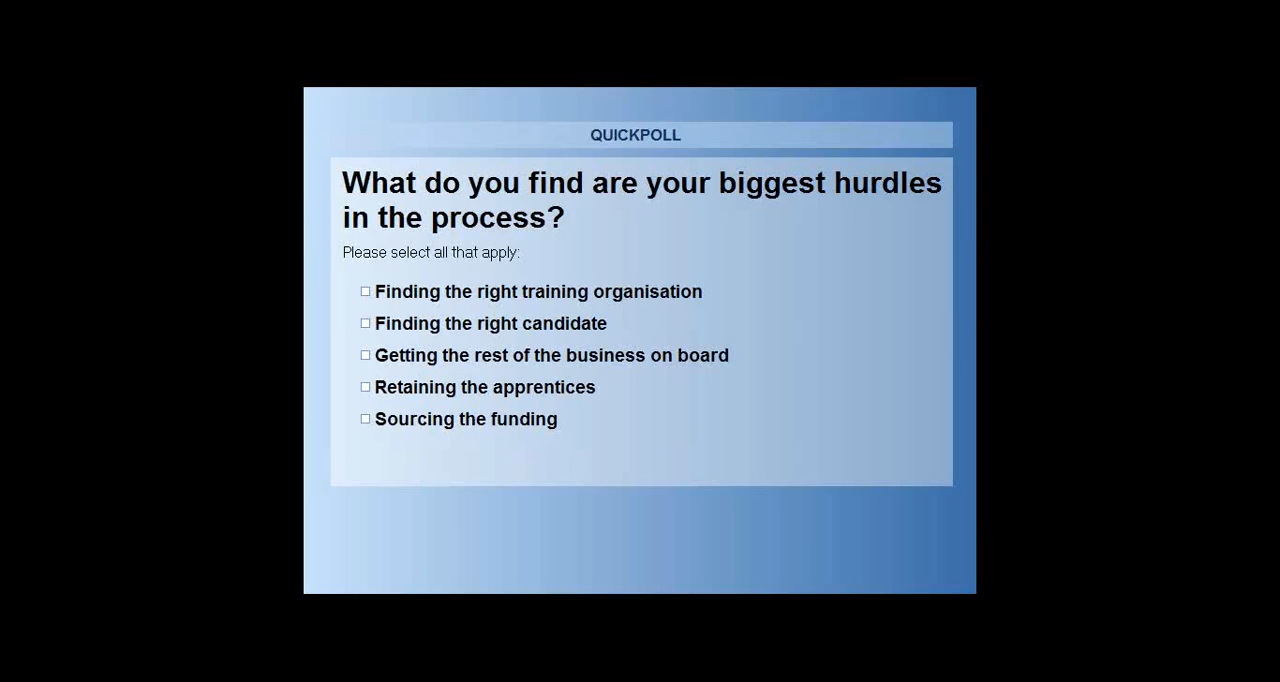 QUICKPOLL
What do you find are your biggest hurdles
in the process?
Please select all that apply:
Finding the right training organisation
Finding the right candidate
Getting the rest of the business on board
Retaining the apprentices
Sourcing the funding